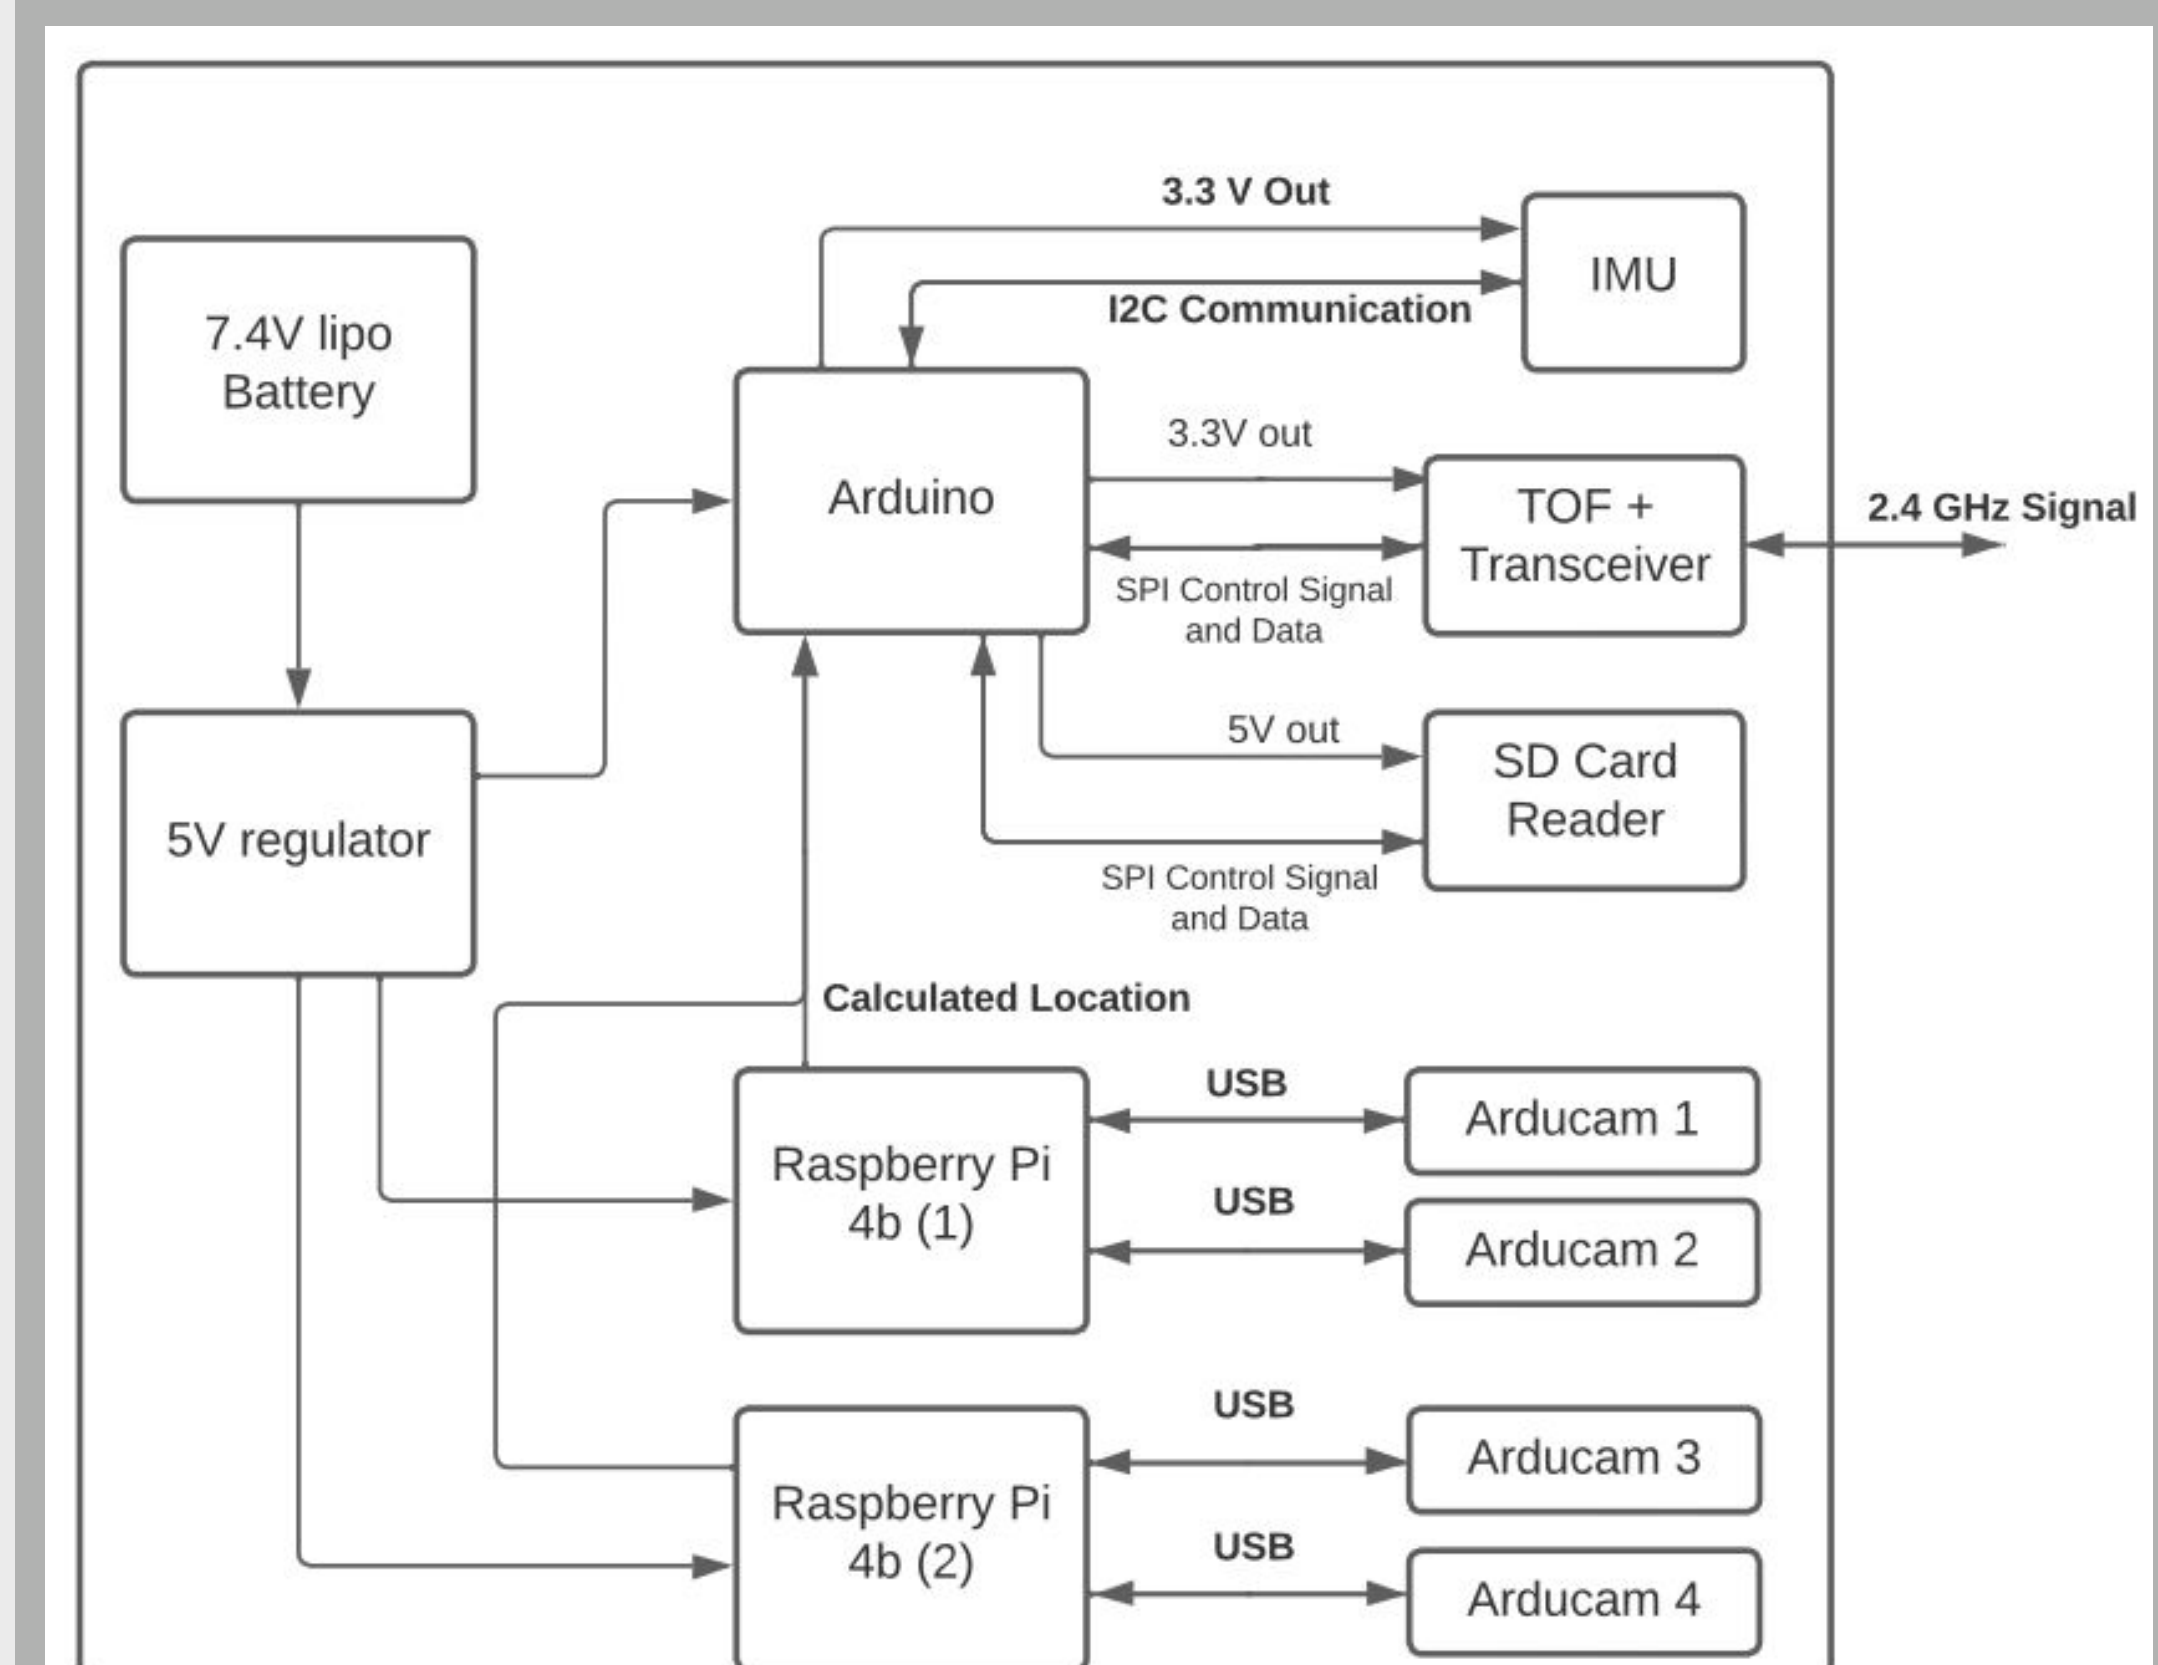 3.3 V Out
IMU
I2C Communication
7.4V lipo
Battery
Arduino
3.3V out
TOF +
Transceiver
2.4 GHz Signal
SPI Control Signal
and Data
5V out
SD Card
Reader
5V regulator
SPI Control Signal
and Data
Calculated Location
Raspberry Pi
4b (1)
USB
Arducam 1
USB
Arducam 2
Raspberry Pi
4b (2)
USB
Arducam 3
USB
Arducam 4